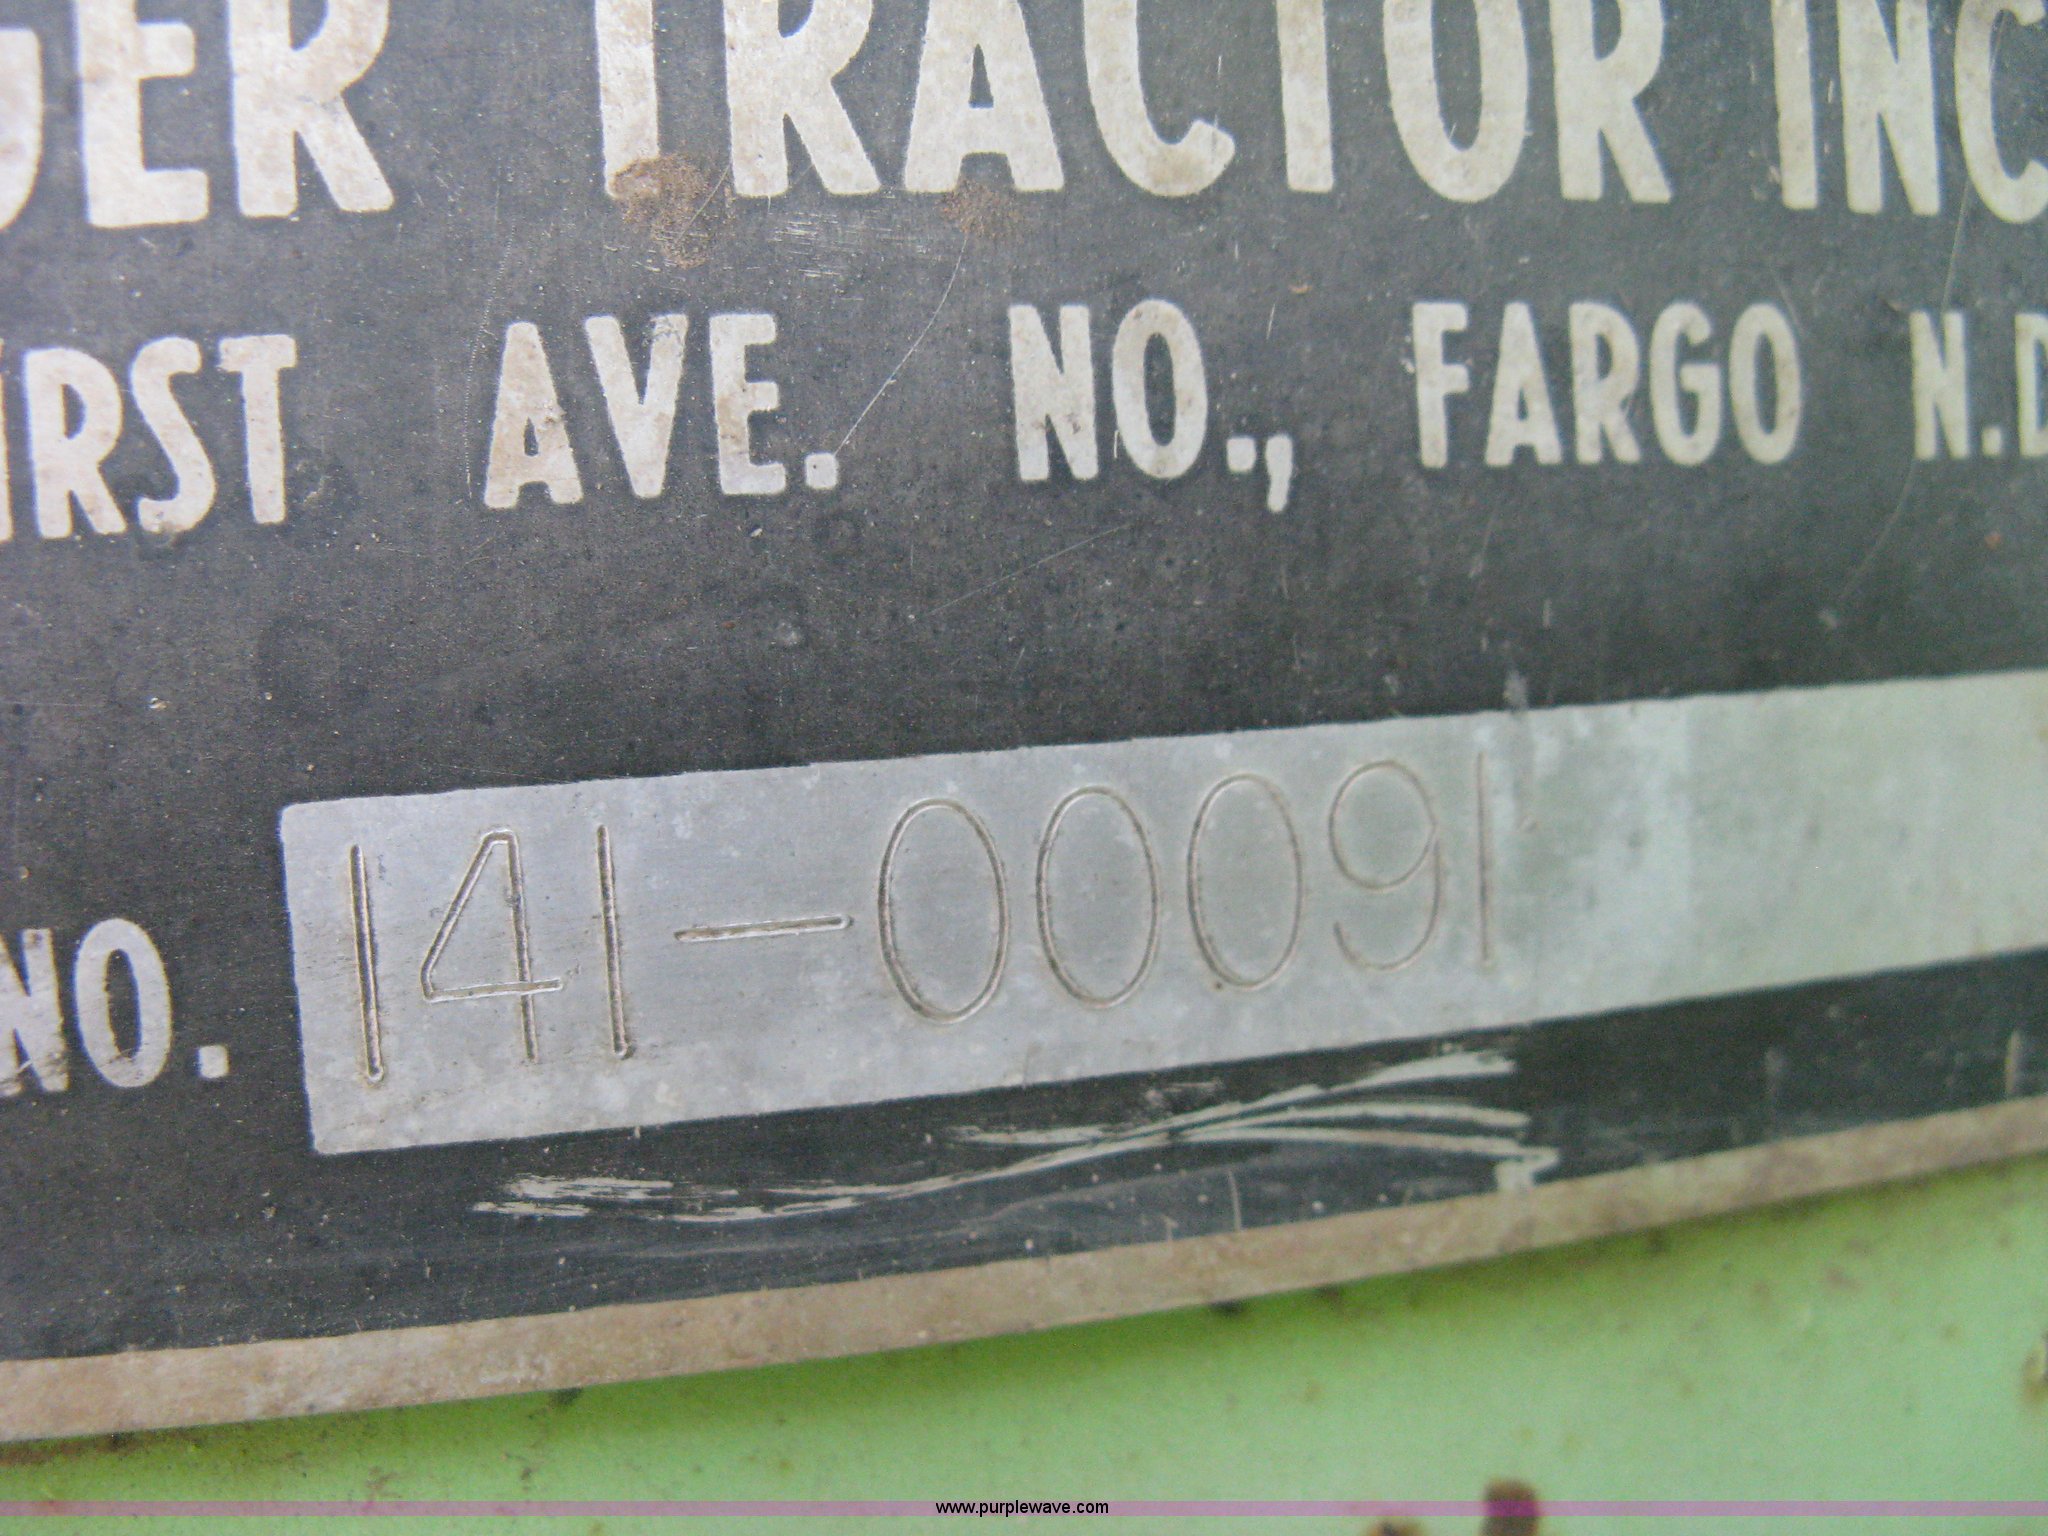 GER TRACTOR INC
IRST AVE. NO., FARGO N.D
NO. 141-00091
www.purplewave.com